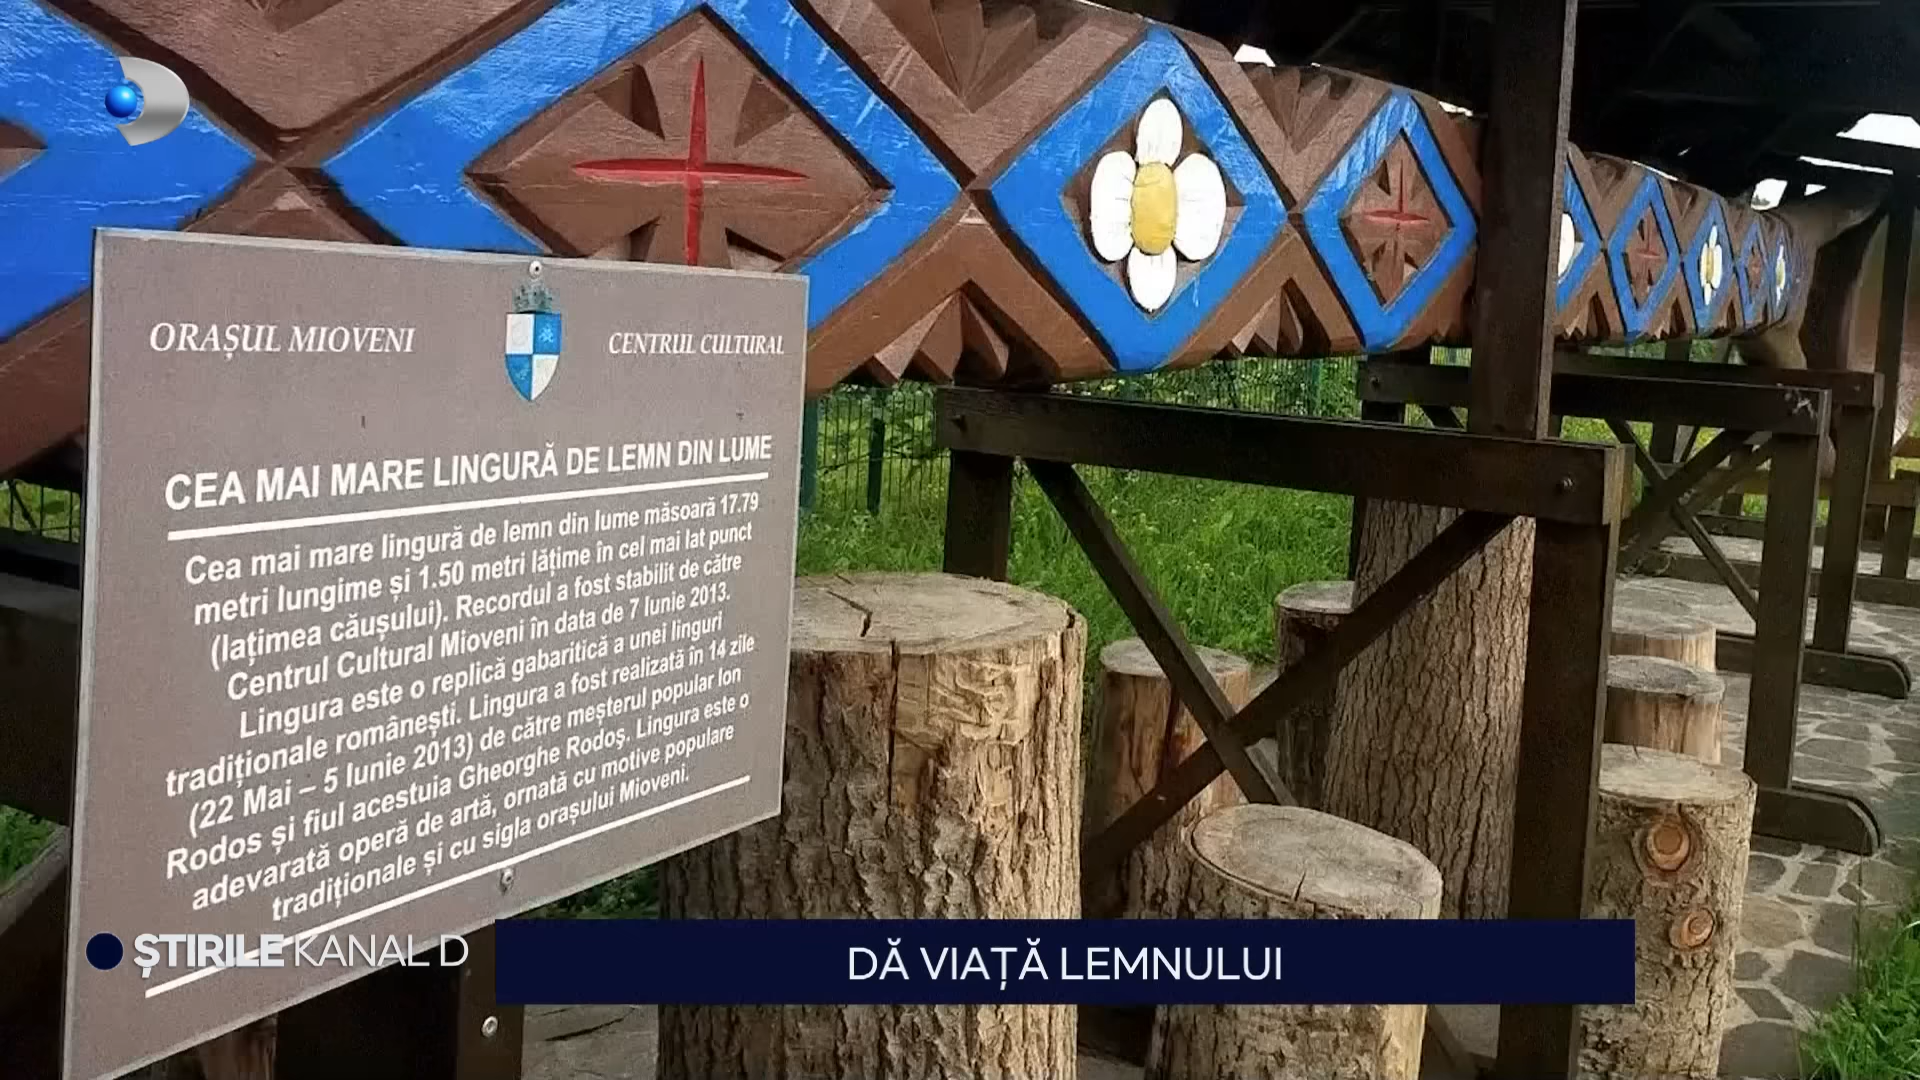 ORAȘUL MIOVENI
CENTRUL CULTURAL
CEA MAI MARE LINGURĂ DE LEMN DIN LUME
Cea mai mare lingură de lemn din lume măsoară 17.79
metri lungime și 1.50 metri lățime în cel mai lat punct
(lațimea căușului). Recordul a fost stabilit de către
Centrul Cultural Mioveni în data de 7 Iunie 2013.
Lingura este o replică gabaritică a unei linguri
tradiționale românești. Lingura a fost realizată în 14 zile
(22 Mai – 5 Iunie 2013) de către meșterul popular Ion
Rodos și fiul acestuia Gheorghe Rodoș. Lingura este o
adevarată operă de artă, ornată cu motive populare
tradiționale și cu sigla orașului Mioveni.
ȘTIRILE KANAL D
DĂ VIAȚĂ LEMNULUI